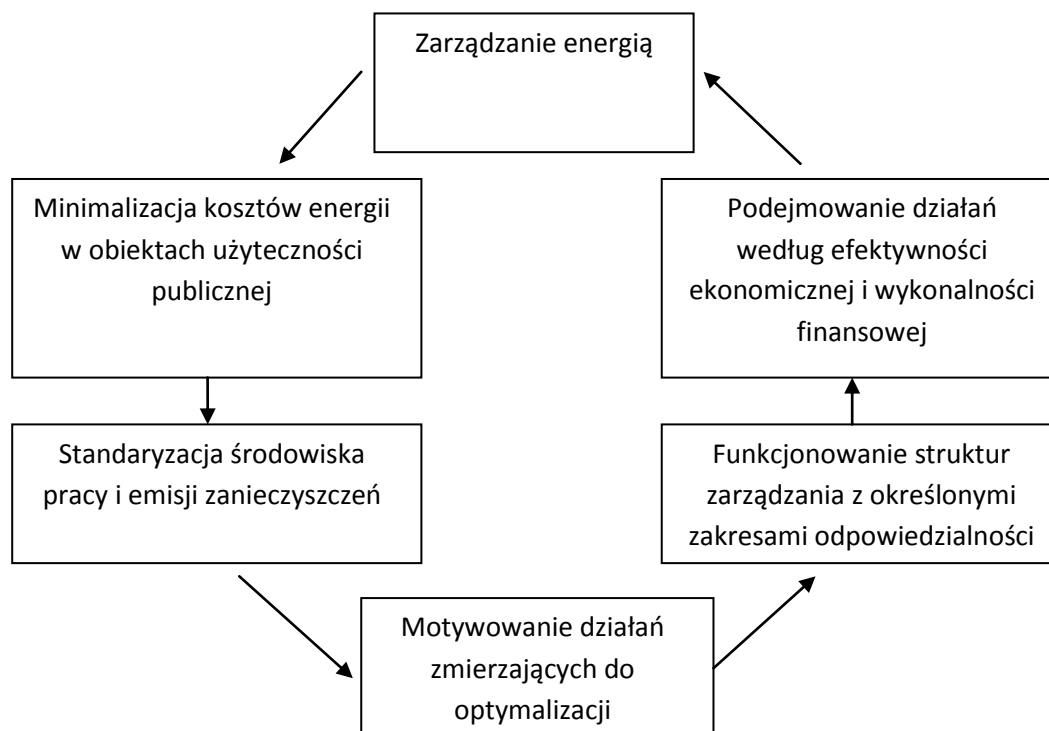 Zarządzanie energią
Minimalizacja kosztów energii
w obiektach użyteczności
publicznej
Podejmowanie działań
według efektywności
ekonomicznej i wykonalności
finansowej
Standaryzacja środowiska
pracy i emisji zanieczyszczeń
Funkcjonowanie struktur
zarządzania z określonymi
zakresami odpowiedzialności
Motywowanie działań
zmierzających do
optymalizacji